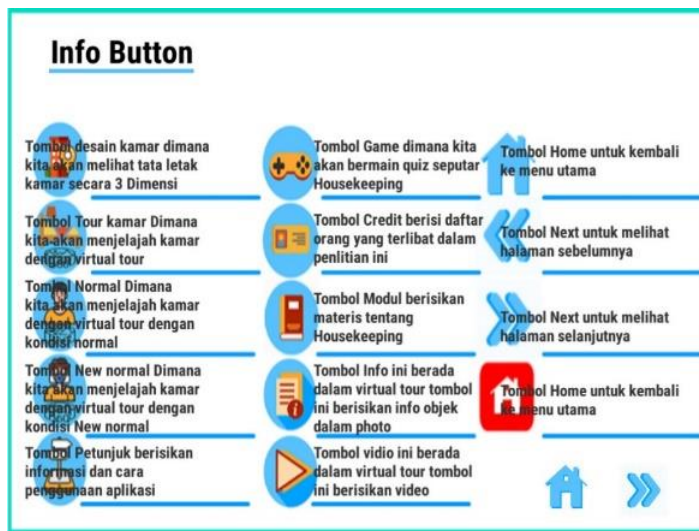 Info Button
Tombol desain kamar dimana
kita akan melihat tata letak
kamar secara 3 Dimensi
Tombol Tour kamar Dimana
kita akan menjelajah kamar
dengan virtual tour
Tombol Normal Dimana
kita akan menjelajah kamar
dengan virtual tour dengan
kondisi normal
Tombol New normal Dimana
kita akan menjelajah kamar
dengan virtual tour dengan
kondisi New normal
Tombol Petunjuk berisikan
informasi dan cara
penggunaan aplikasi
Tombol Game dimana kita
akan bermain quiz seputar
Housekeeping
Tombol Credit berisi daftar
orang yang terlibat dalam
penlitian ini
Tombol Modul berisikan
materis tentang
Housekeeping
Tombol Info ini berada
dalam virtual tour tombol
ini berisikan info objek
dalam photo
Tombol vidio ini berada
dalam virtual tour tombol
ini berisikan video
Tombol Home untuk kembali
ke menu utama
Tombol Next untuk melihat
halaman sebelumnya
Tombol Next untuk melihat
halaman selanjutnya
Tombol Home untuk kembali
ke menu utama